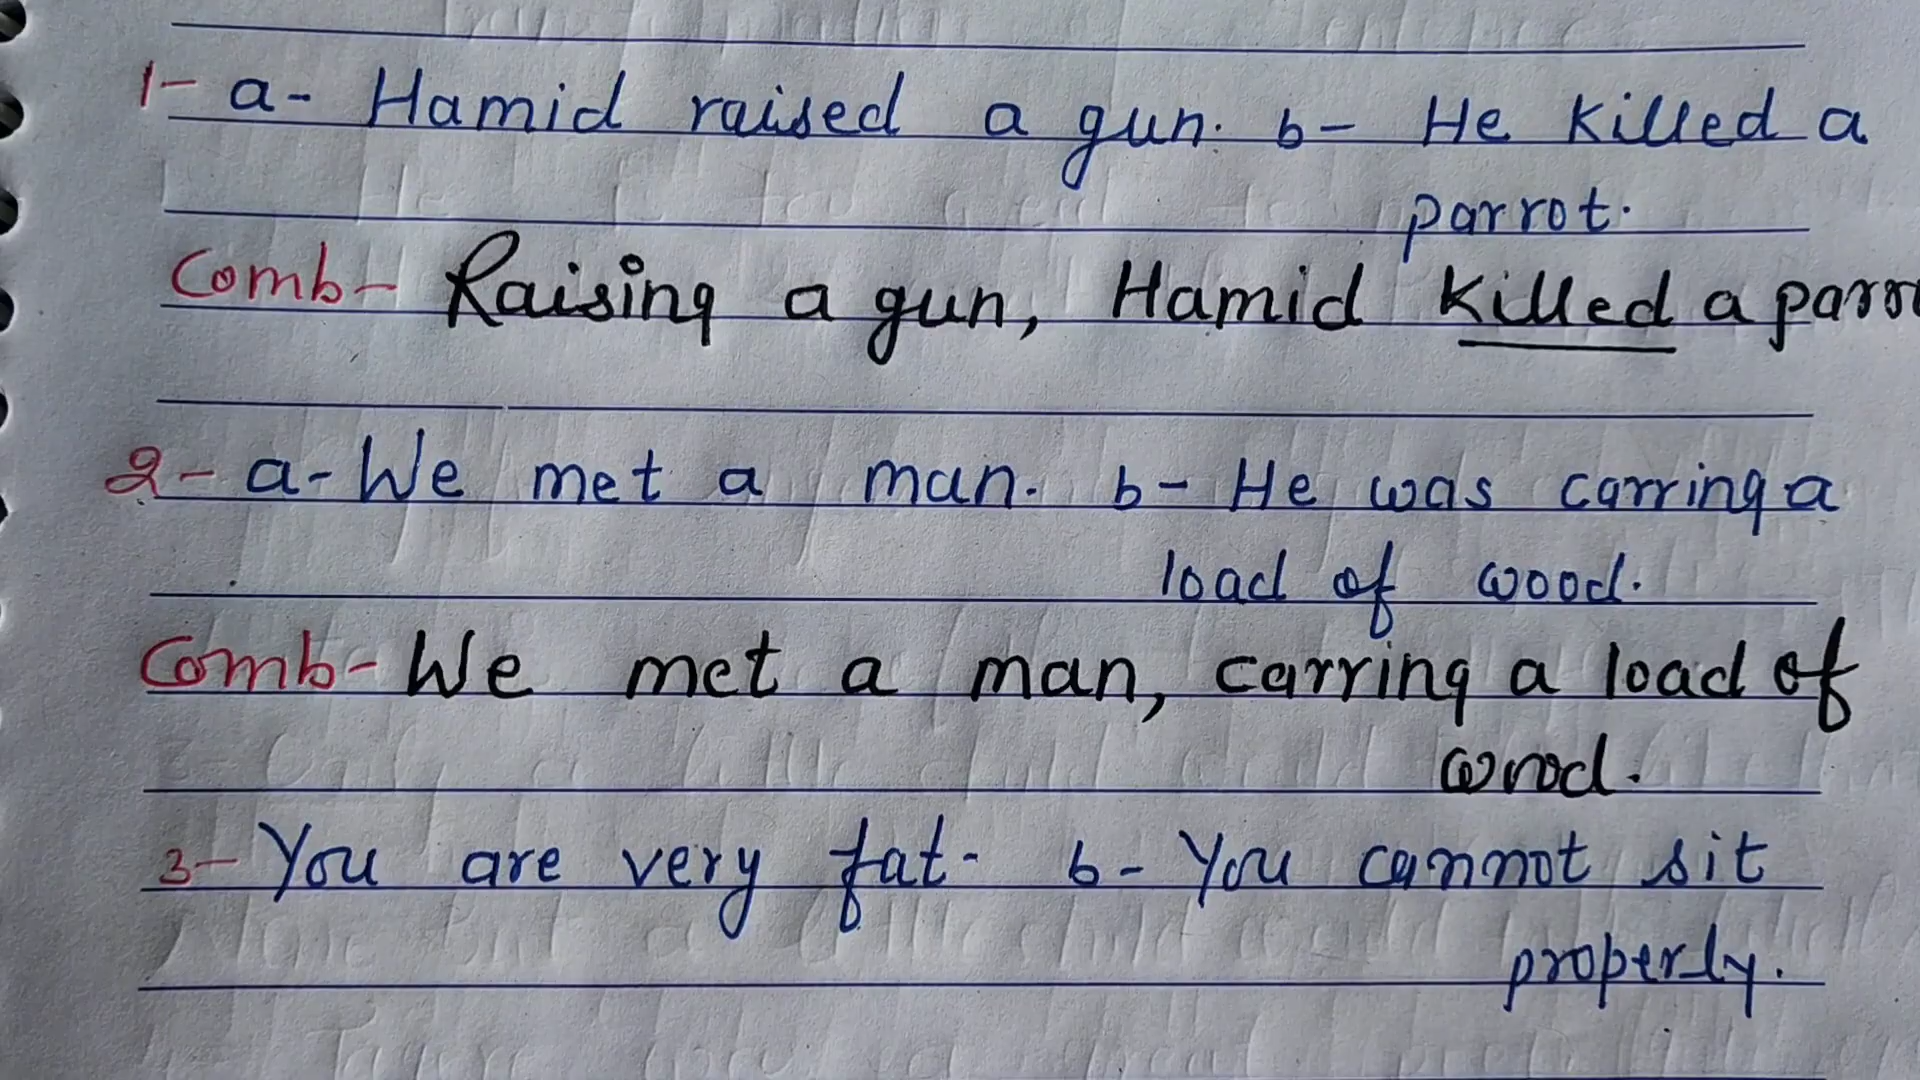 1- a- Hamid raised a gun. b- He killed a
parrot.
Comb- Raising a gun, Hamid killed a
2- a- We met a man. b- He was carring a
load of wood.
Comb- We met a man, carring a load of
wood.
3- You are very fat- b- You cannot sit
properly.